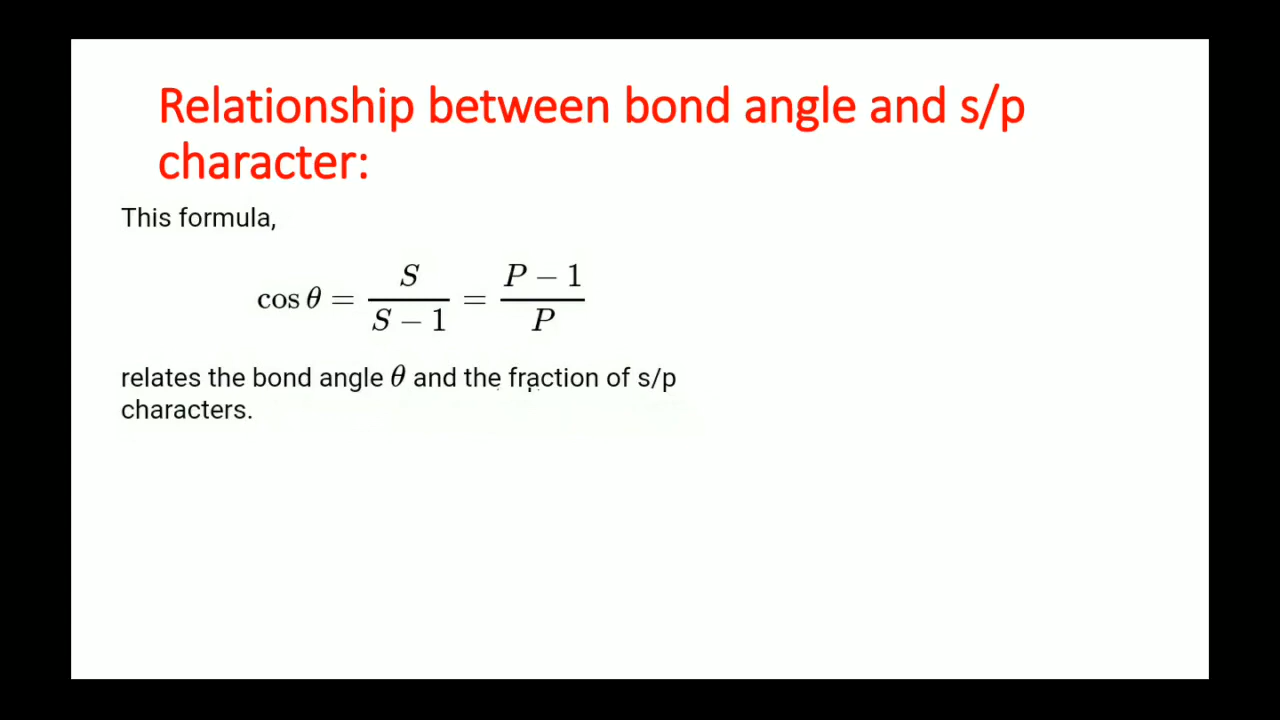 Relationship between bond angle and s/p
character:
This formula,
cos θ = S / (S − 1) = (P − 1) / P
relates the bond angle θ and the fraction of s/p
characters.